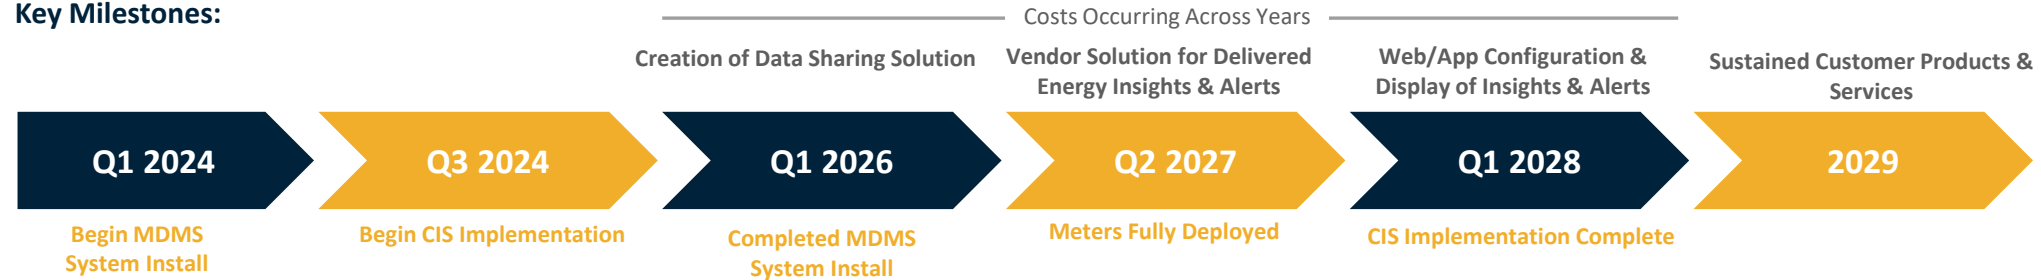 Key Milestones:
Costs Occurring Across Years
Creation of Data Sharing Solution
Vendor Solution for Delivered
Energy Insights & Alerts
Web/App Configuration &
Display of Insights & Alerts
Sustained Customer Products &
Services
Q1 2024
Q3 2024
Q1 2026
Q2 2027
Q1 2028
2029
Begin MDMS
System Install
Begin CIS Implementation
Completed MDMS
System Install
Meters Fully Deployed
CIS Implementation Complete